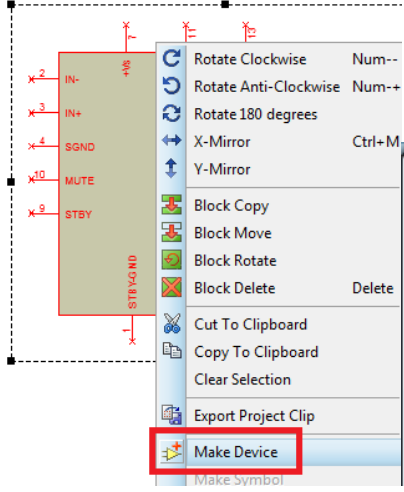 7
11
13
+VS
2 IN-
3 IN+
4 SGND
10 MUTE
9 STBY
STBY-GND
1
Rotate Clockwise Num--
Rotate Anti-Clockwise Num-+
Rotate 180 degrees
X-Mirror Ctrl+M
Y-Mirror
Block Copy
Block Move
Block Rotate
Block Delete Delete
Cut To Clipboard
Copy To Clipboard
Clear Selection
Export Project Clip
Make Device
Make Symbol